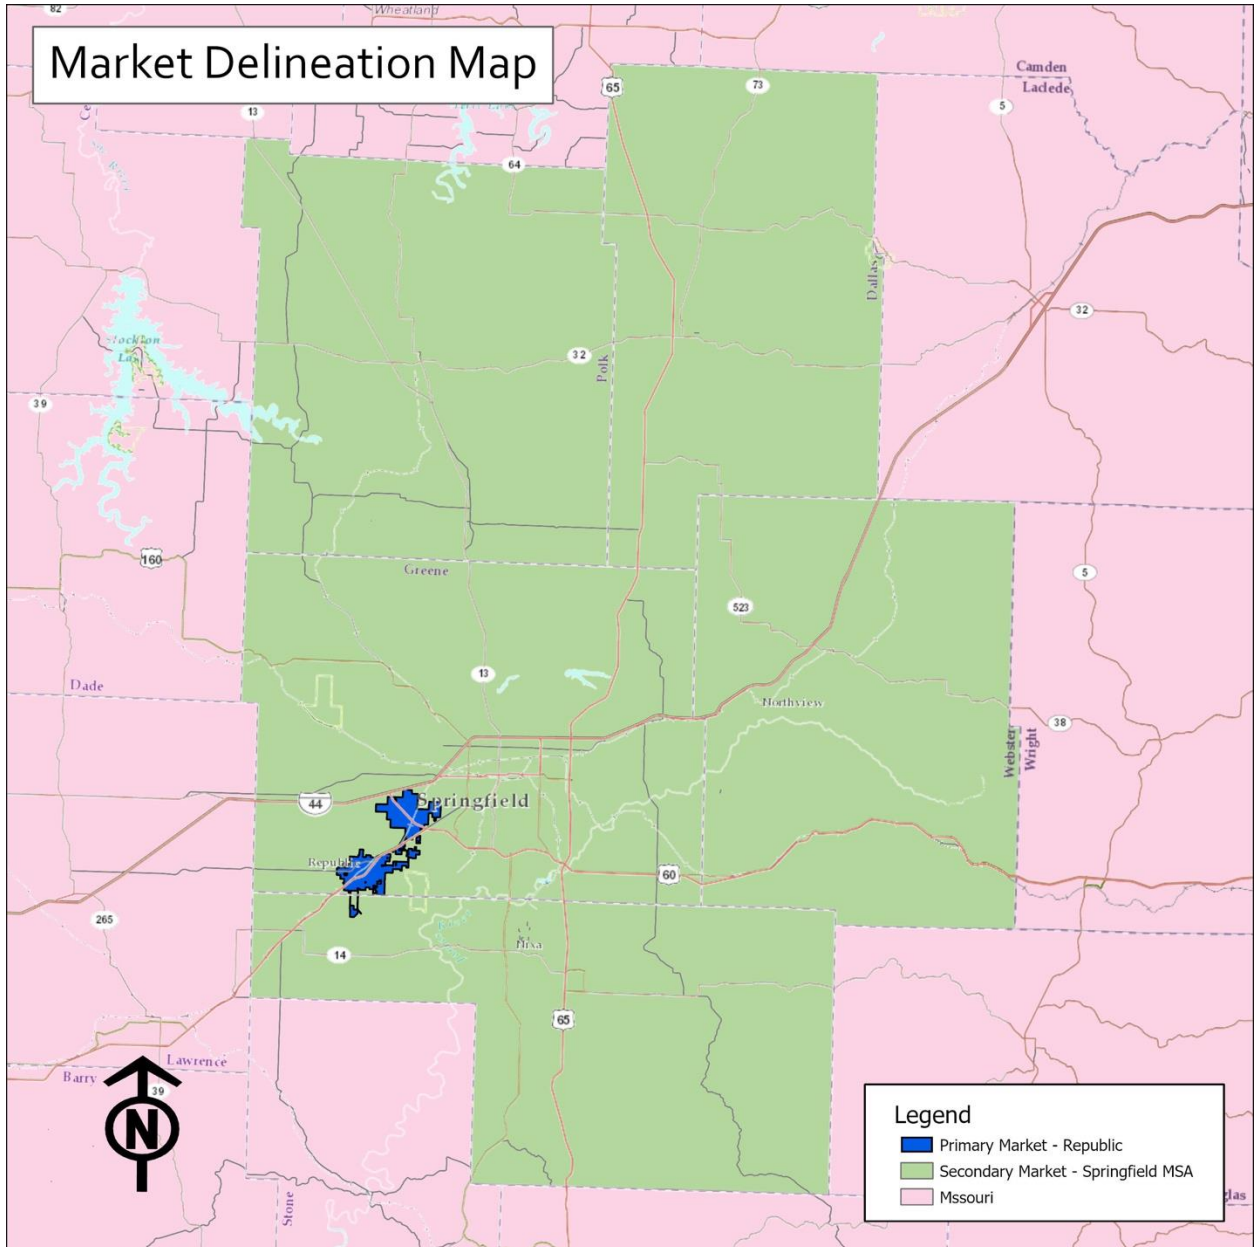 82
Wheatland
Market Delineation Map
65
73
Camden
Laclede
5
13
64
Dallas
32
Stockton
32
Polk
39
160
Greene
5
523
13
Dade
Northview
38
Webster
Wright
44
Springfield
Republic
60
265
14
Nixa
65
Lawrence
Barry
39
N
Stone
Legend
Primary Market - Republic
Secondary Market - Springfield MSA
Mssouri
glas